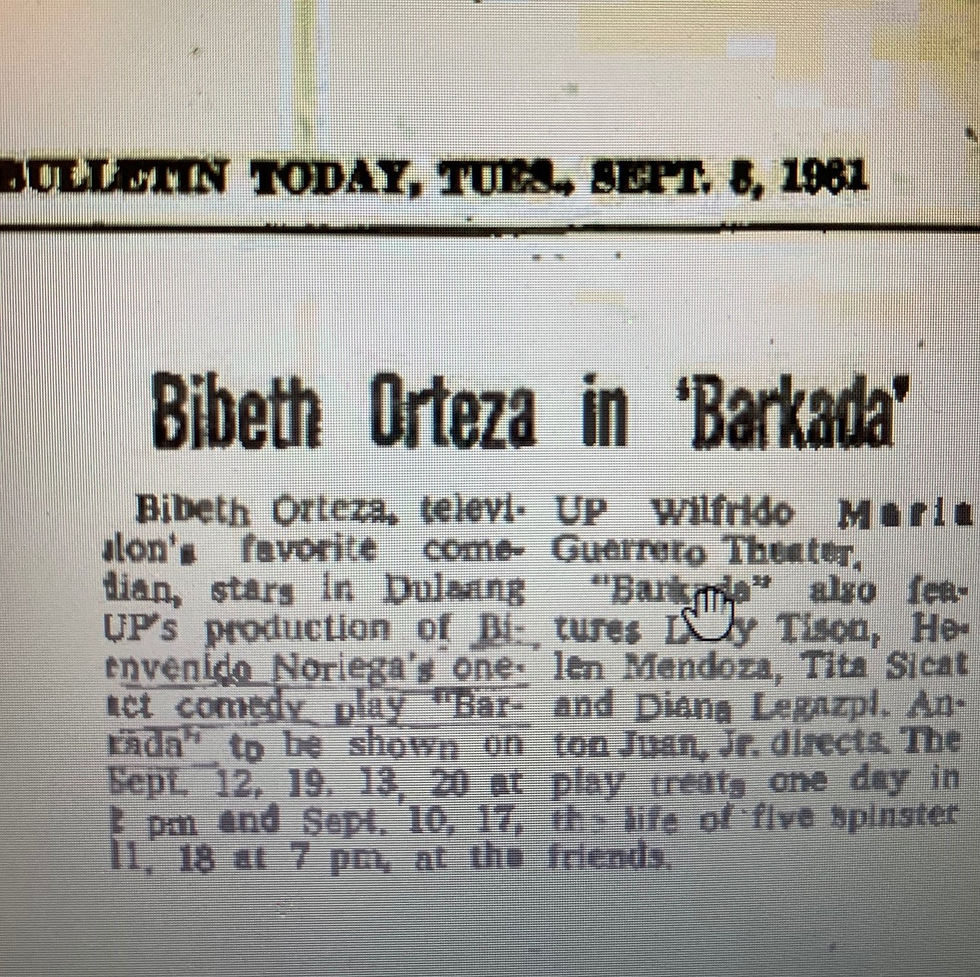 BULLETIN TODAY, TUES., SEPT. 8, 1981
Bibeth Orteza in 'Barkada'
Bibeth Orteza, televi-
sion's favorite come-
dian, stars in Dulaang
UP's production of Bi-
envenido Noriega's one-
act comedy play "Bar-
kada" to be shown on
Sept. 12, 19, 13, 20 at
pm and Sept. 10, 17,
11, 18 at 7 pm, at the
UP Wilfrido Maria
Guerrero Theater.
"Barkada" also fea-
tures Tison, He-
len Mendoza, Tita Sicat
and Diana Legazpi. An-
ton Juan, Jr. directs. The
play treats one day in
the life of five spinster
friends.